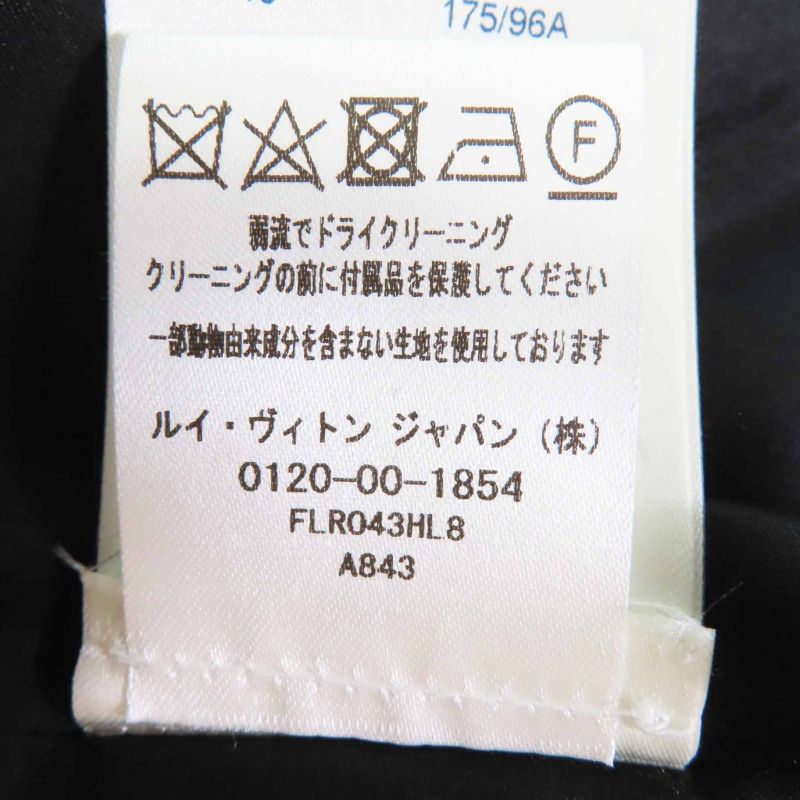 175/96A
F
弱流でドライクリーニング
クリーニングの前に付属品を保護してください
一部動物由来成分を含まない生地を使用しております
ルイ・ヴィトン ジャパン (株)
0120-00-1854
FLR043HL8
A843